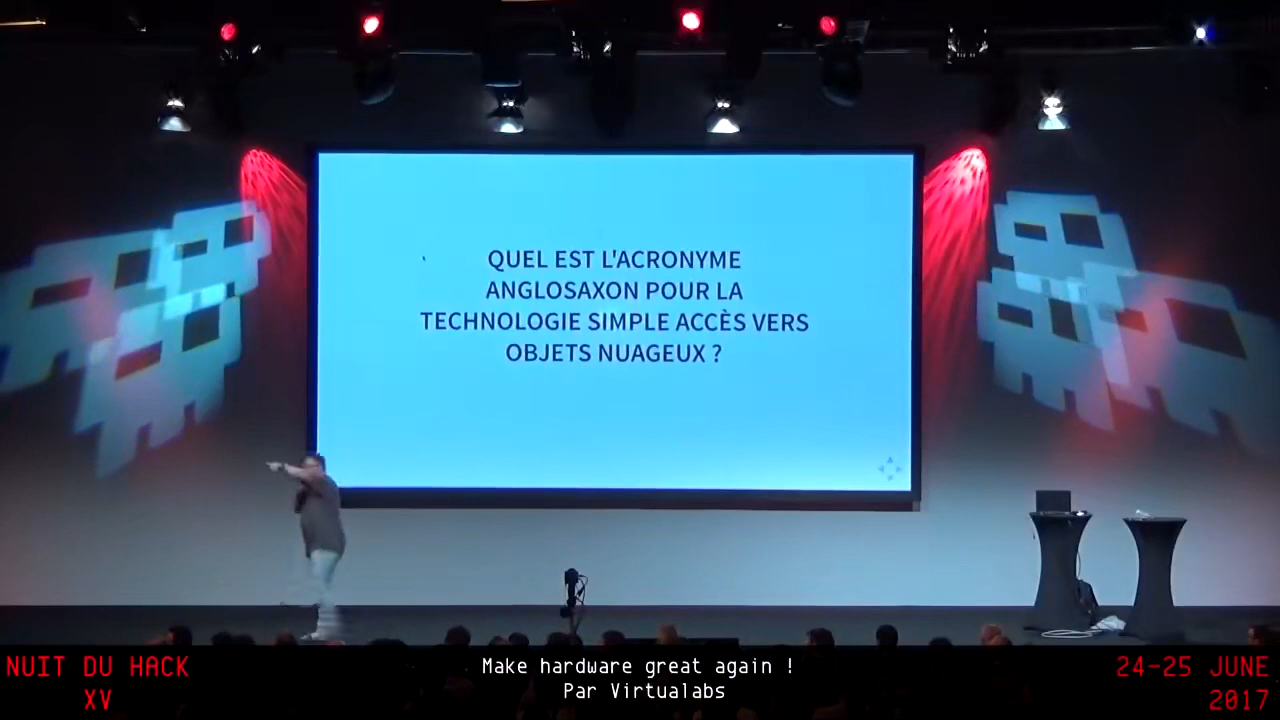 QUEL EST L'ACRONYME
ANGLOSAXON POUR LA
TECHNOLOGIE SIMPLE ACCÈS VERS
OBJETS NUAGEUX ?
NUIT DU HACK
XV
Make hardware great again !
Par Virtualabs
24-25 JUNE
2017